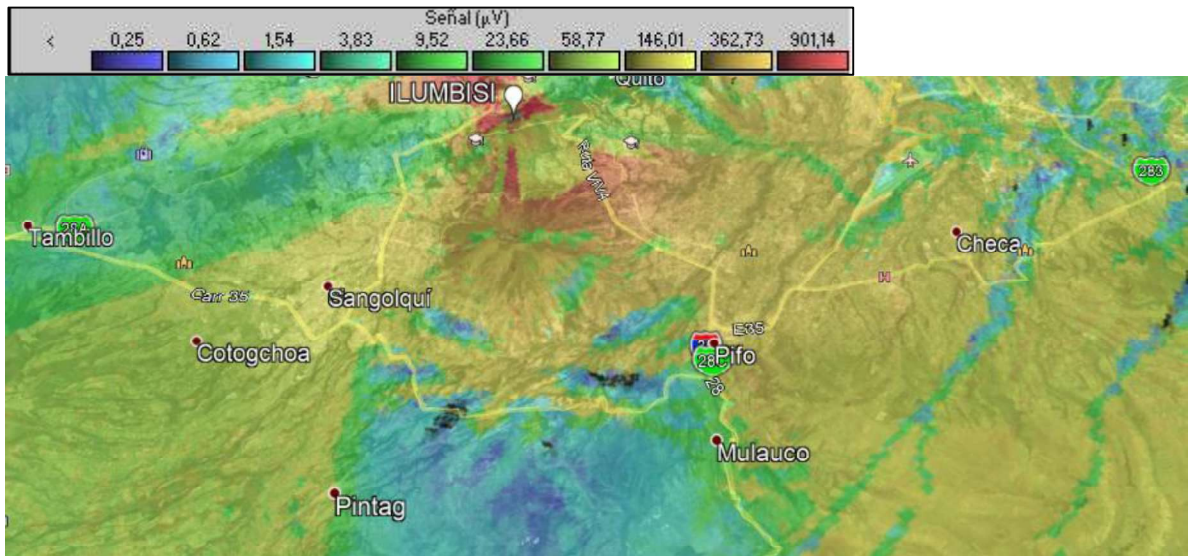 Señal (μV)
<
0,25
0,62
1,54
3,83
9,52
23,66
58,77
146,01
362,73
901,14
ILUMBISI
Quito
Ruta VIVA
283
28A
Tambillo
Checa
Carr 35
Sangolquí
E35
Cotogchoa
Pifo
28C
28
Mulauco
Pintag